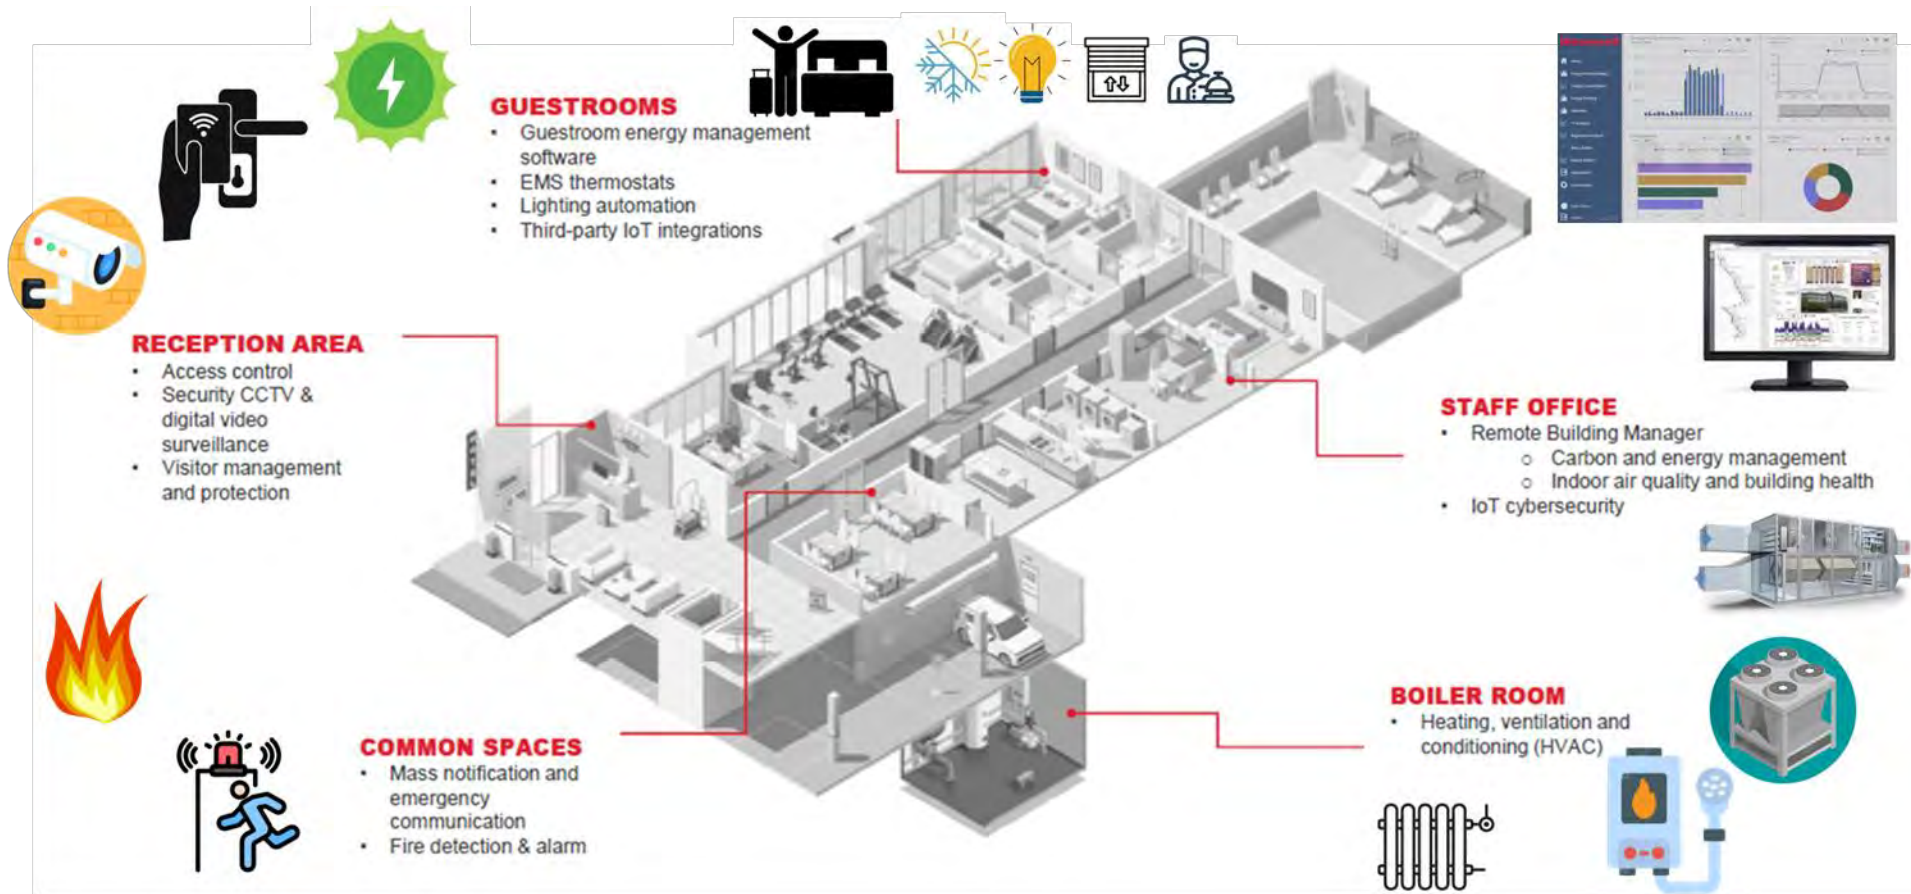 GUESTROOMS
• Guestroom energy management
software
• EMS thermostats
• Lighting automation
• Third-party IoT integrations
RECEPTION AREA
• Access control
• Security CCTV &
digital video
surveillance
• Visitor management
and protection
STAFF OFFICE
• Remote Building Manager
o Carbon and energy management
o Indoor air quality and building health
• IoT cybersecurity
COMMON SPACES
• Mass notification and
emergency
communication
• Fire detection & alarm
BOILER ROOM
• Heating, ventilation and
conditioning (HVAC)